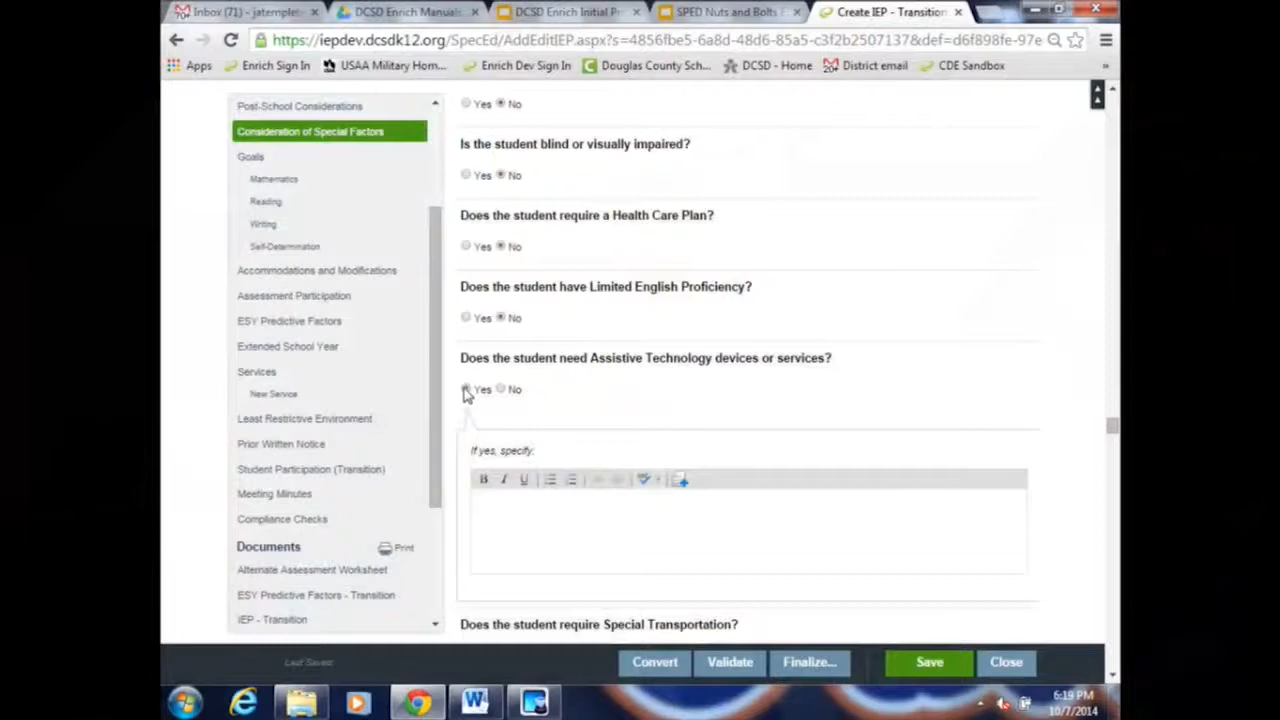 Inbox (71) - jatemplet
DCSD Enrich Manuals
DCSD Enrich Initial Pr
SPED Nuts and Bolts E
Create IEP - Transition
https://iepdev.dcsdk12.org/SpecEd/AddEditIEP.aspx?s=4856fbe5-6a8d-48d6-85a5-c3f2b2507137&def=d6f898fe-97e
Apps
Enrich Sign In
USAA Military Hom...
Enrich Dev Sign In
Douglas County Sch...
DCSD - Home
District email
CDE Sandbox
»
Post-School Considerations
Consideration of Special Factors
Goals
Mathematics
Reading
Writing
Self-Determination
Accommodations and Modifications
Assessment Participation
ESY Predictive Factors
Extended School Year
Services
New Service
Least Restrictive Environment
Prior Written Notice
Student Participation (Transition)
Meeting Minutes
Compliance Checks
Documents
Print
Alternate Assessment Worksheet
ESY Predictive Factors - Transition
IEP - Transition
Yes No
Is the student blind or visually impaired?
Yes No
Does the student require a Health Care Plan?
Yes No
Does the student have Limited English Proficiency?
Yes No
Does the student need Assistive Technology devices or services?
Yes No
If yes, specify:
B I U
Does the student require Special Transportation?
Last Saved:
Convert
Validate
Finalize...
Save
Close
6:19 PM
10/7/2014